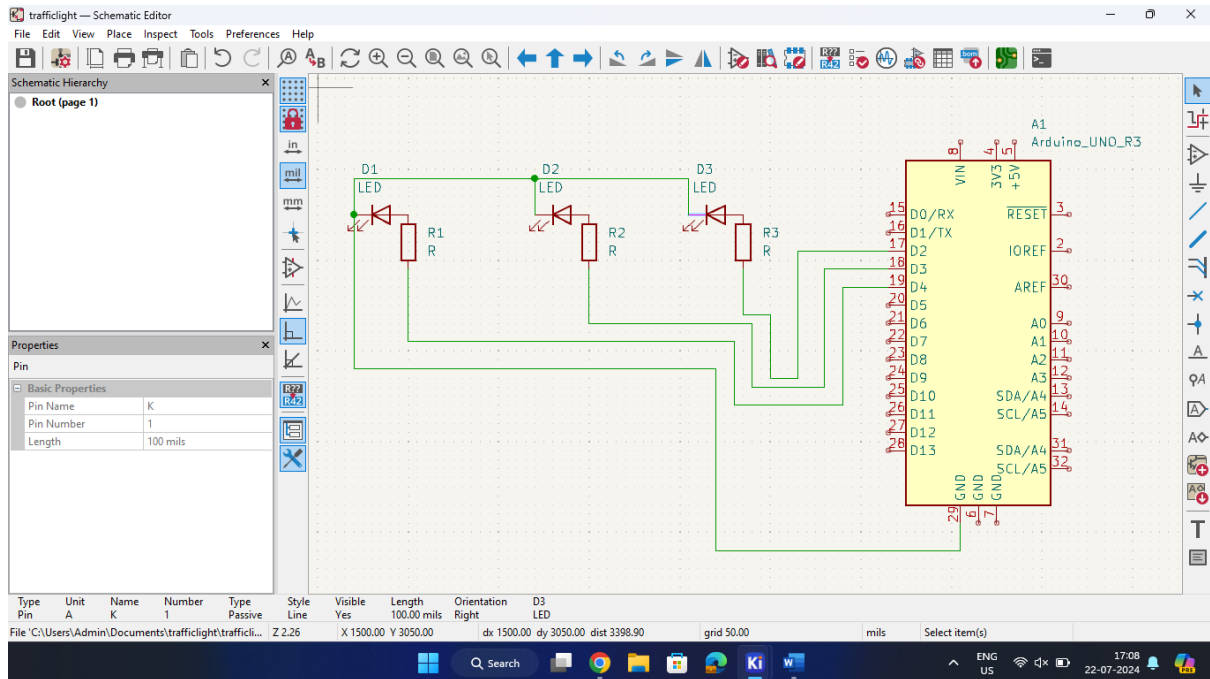 trafficlight — Schematic Editor
File Edit View Place Inspect Tools Preferences Help
Schematic Hierarchy
Root (page 1)
Properties
Pin
Basic Properties
Pin Name K
Pin Number 1
Length 100 mils
A
A B
R??
R42
bom
in
mil
mm
R??
R42
D1
LED
D2
LED
D3
LED
R1
R
R2
R
R3
R
A1
Arduino_UNO_R3
8 4 5
VIN 3V3 +5V
15 D0/RX RESET 3
16 D1/TX
17 D2 IOREF 2
18 D3
19 D4 AREF 30
20 D5
21 D6 A0 9
22 D7 A1 10
23 D8 A2 11
24 D9 A3 12
25 D10 SDA/A4 13
26 D11 SCL/A5 14
27 D12
28 D13 SDA/A4 31
SCL/A5 32
GND GND GND
29 6 7
A
A
A
A
A
T
Type Unit Name Number Type Style Visible Length Orientation D3
Pin A K 1 Passive Line Yes 100.00 mils Right LED
File 'C:\Users\Admin\Documents\trafficlight\trafficli... Z 2.26 X 1500.00 Y 3050.00 dx 1500.00 dy 3050.00 dist 3398.90 grid 50.00 mils Select item(s)
Search
Ki
W
ENG
US
17:08
22-07-2024
PRE